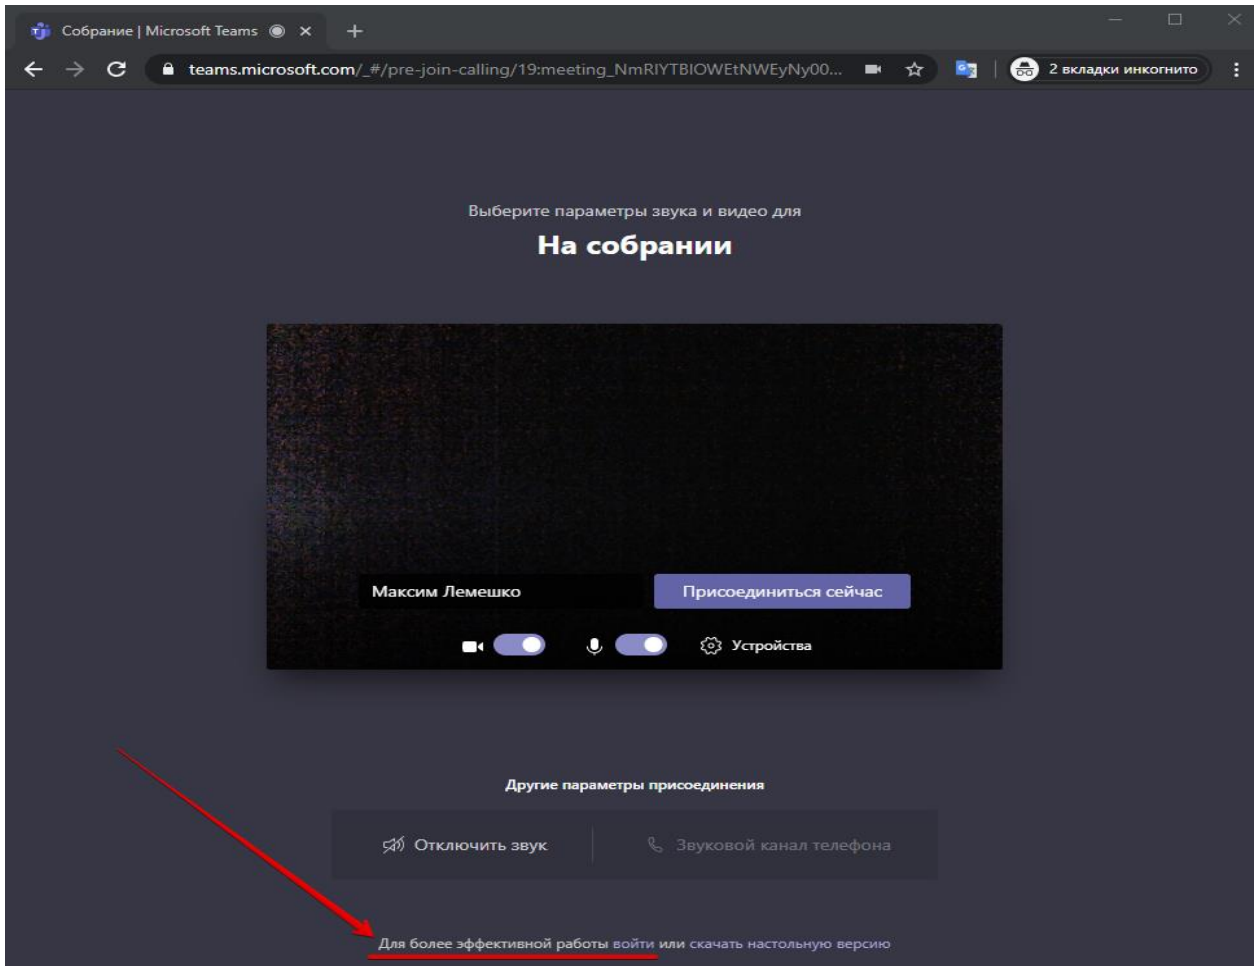 Собрание | Microsoft Teams
teams.microsoft.com/_#/pre-join-calling/19:meeting_NmRIYTBIOWEtNWEyNy00...
2 вкладки инкогнито
Выберите параметры звука и видео для
На собрании
Максим Лемешко
Присоединиться сейчас
Устройства
Другие параметры присоединения
Отключить звук
Звуковой канал телефона
Для более эффективной работы войти или скачать настольную версию